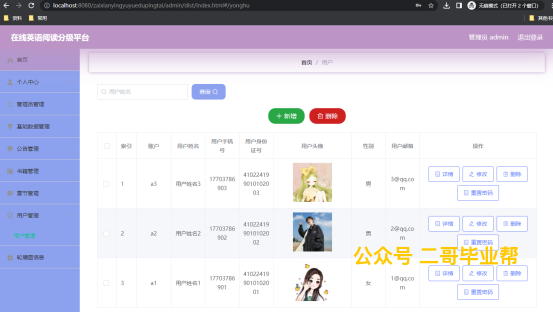 localhost:8080/zaixianyingyuyuedupingtai/admin/dist/index.html#/yonghu
无痕模式 (已打开 2 个窗口)
资料 常用 其他书
在线英语阅读分级平台 管理员 admin 退出登录
首页
首页 / 用户
个人中心
用户姓名 查询
管理员管理
+ 新增 删除
基础数据管理
公告管理
书籍管理
章节管理
用户管理
用户管理
轮播图信息
索引 账户 用户姓名 用户手机号 用户身份证号 用户头像 性别 用户邮箱 操作
1 a3 用户姓名3 17703786903 410224199010102003 男 3@qq.com 详情 修改 删除 重置密码
2 a2 用户姓名2 17703786902 410224199010102002 男 2@qq.com 详情 修改 删除 重置密码
3 a1 用户姓名1 17703786901 410224199010102001 女 1@qq.com 详情 修改 删除 重置密码
公众号 二哥毕业帮